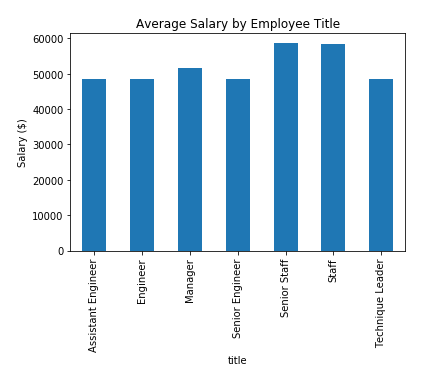 Average Salary by Employee Title
60000
50000
40000
30000
20000
10000
0
Salary ($)
Assistant Engineer
Engineer
Manager
Senior Engineer
Senior Staff
Staff
Technique Leader
title